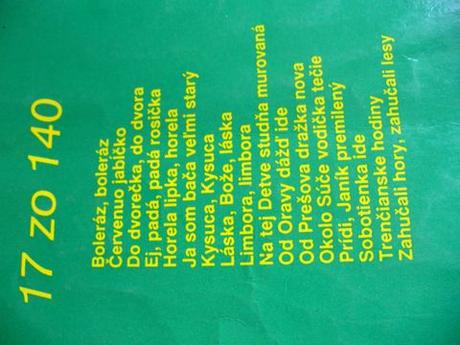 17 zo 140
Boleráz, boleráz
Červenuo jabĺčko
Do dvorečka, do dvora
Ej, padá, padá rosička
Horela lipka, horela
Ja som bača veľmi starý
Kysuca, Kysuca
Láska, Bože, láska
Limbora, limbora
Na tej Detve studňa murovaná
Od Oravy dážď ide
Od Prešova dražka nova
Okolo Súče vodička tečie
Prídi, Janík premilený
Sobotienka ide
Trenčianske hodiny
Zahučali hory, zahučali lesy